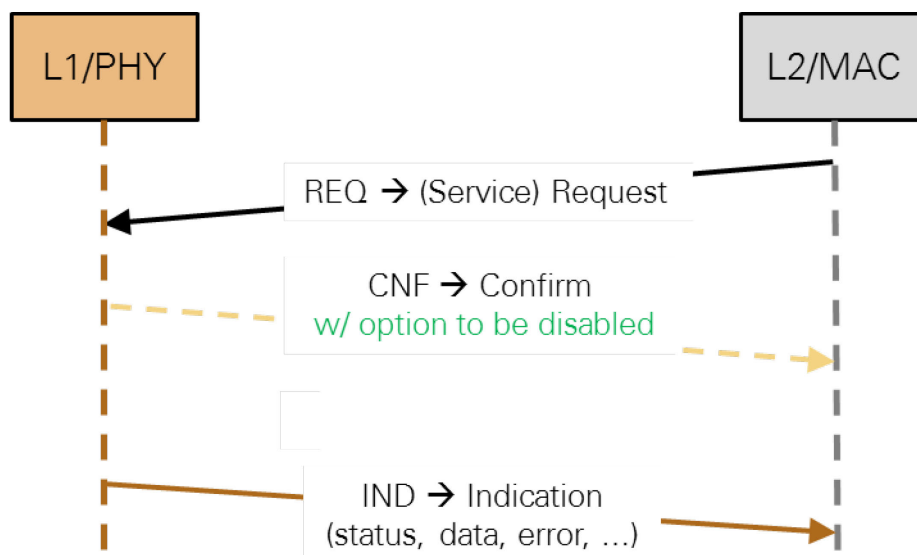 L1/PHY
L2/MAC
REQ → (Service) Request
CNF → Confirm
w/ option to be disabled
IND → Indication
(status, data, error, ...)